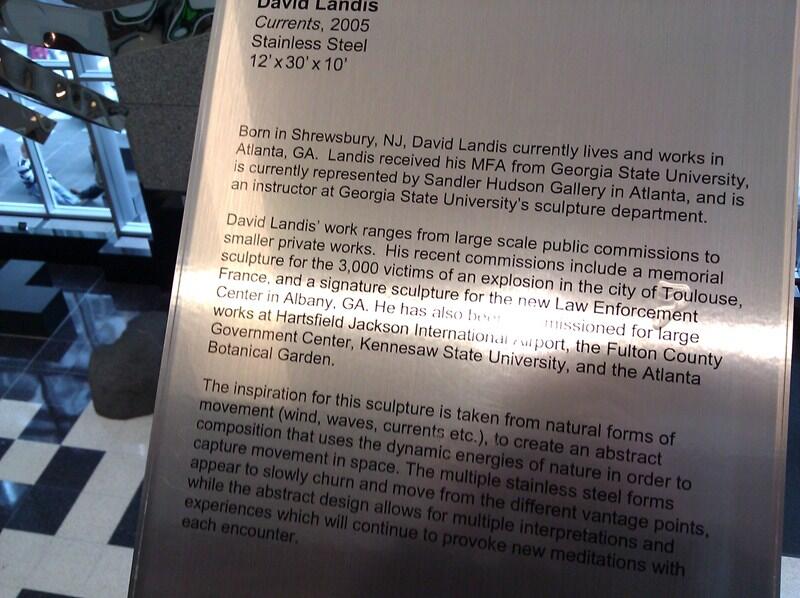 David Landis
Currents, 2005
Stainless Steel
12' x 30' x 10'
Born in Shrewsbury, NJ, David Landis currently lives and works in
Atlanta, GA. Landis received his MFA from Georgia State University,
is currently represented by Sandler Hudson Gallery in Atlanta, and is
an instructor at Georgia State University's sculpture department.
David Landis' work ranges from large scale public commissions to
smaller private works. His recent commissions include a memorial
sculpture for the 3,000 victims of an explosion in the city of Toulouse,
France, and a signature sculpture for the new Law Enforcement
Center in Albany, GA. He has also for large
works at Hartsfield Jackson International Airport, the Fulton County
Government Center, Kennesaw State University, and the Atlanta
Botanical Garden.
The inspiration for this sculpture is taken from natural forms of
movement (wind, waves, currents etc.), to create an abstract
composition that uses the dynamic energies of nature in order to
capture movement in space. The multiple stainless steel forms
appear to slowly churn and move from the different vantage points,
while the abstract design allows for multiple interpretations and
experiences which will continue to provoke new meditations with
each encounter.